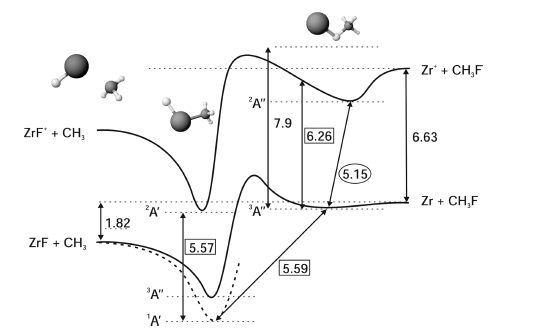 Zr⁺ + CH₃F
²A''
7.9
6.26
6.63
ZrF⁺ + CH₃
5.15
²A'
³A''
Zr + CH₃F
1.82
ZrF + CH₃
5.57
5.59
³A''
¹A'